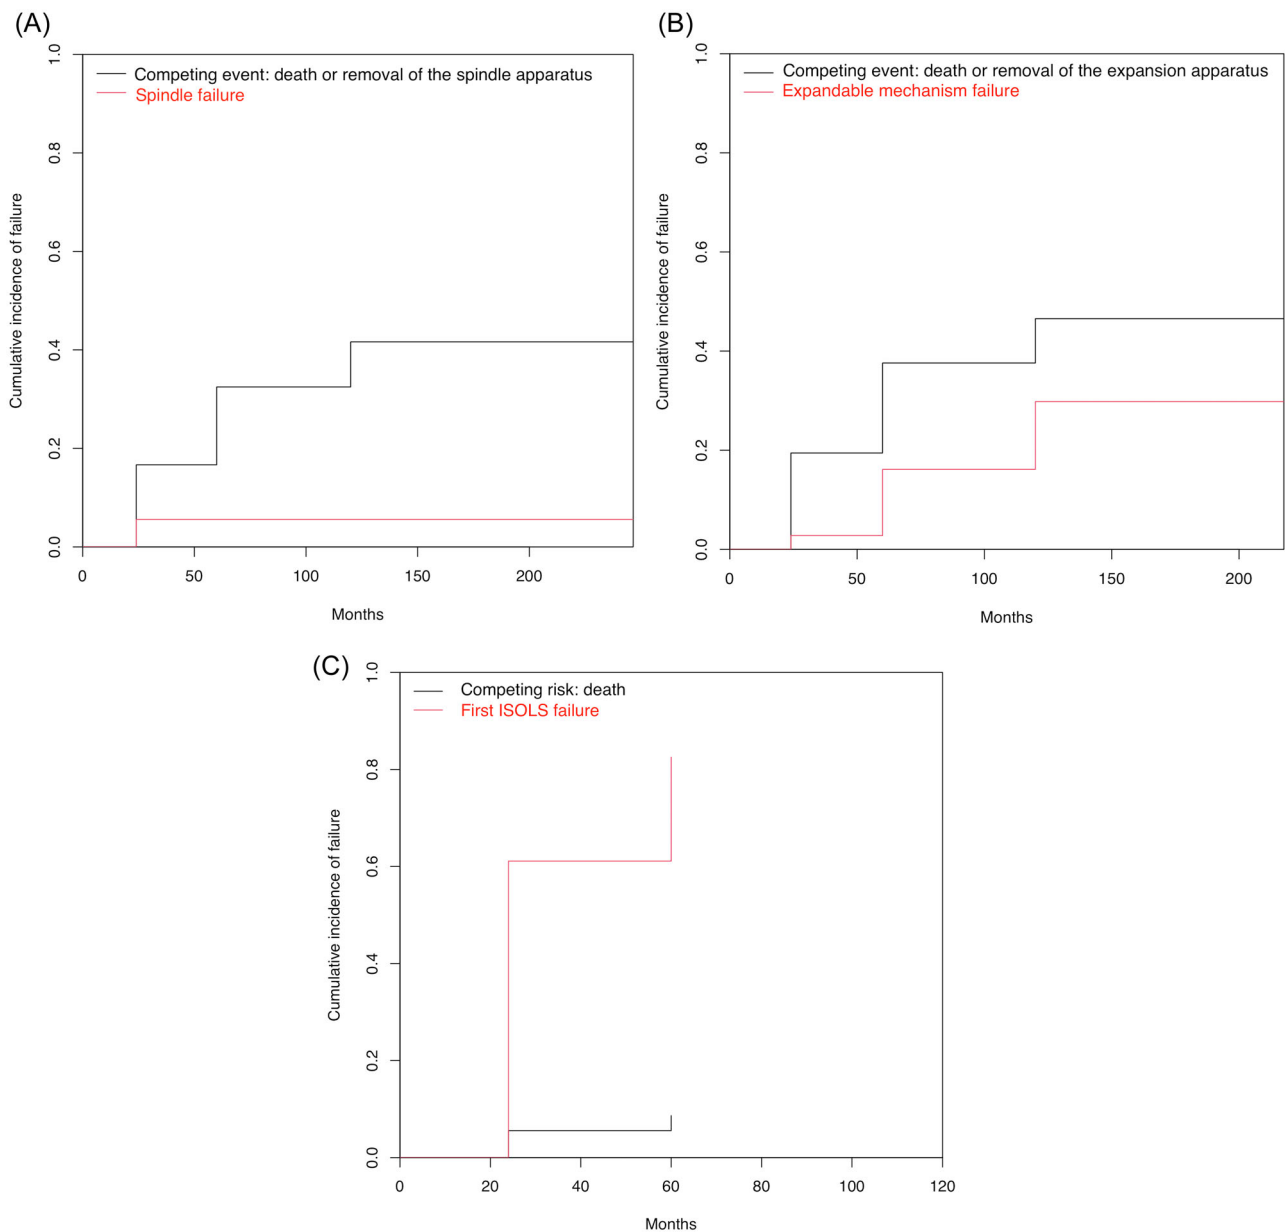 (A)
Competing event: death or removal of the spindle apparatus
Spindle failure
Cumulative incidence of failure
1.0
0.8
0.6
0.4
0.2
0.0
0 50 100 150 200
Months
(B)
Competing event: death or removal of the expansion apparatus
Expandable mechanism failure
Cumulative incidence of failure
1.0
0.8
0.6
0.4
0.2
0.0
0 50 100 150 200
Months
(C)
Competing risk: death
First ISOLS failure
Cumulative incidence of failure
1.0
0.8
0.6
0.4
0.2
0.0
0 20 40 60 80 100 120
Months